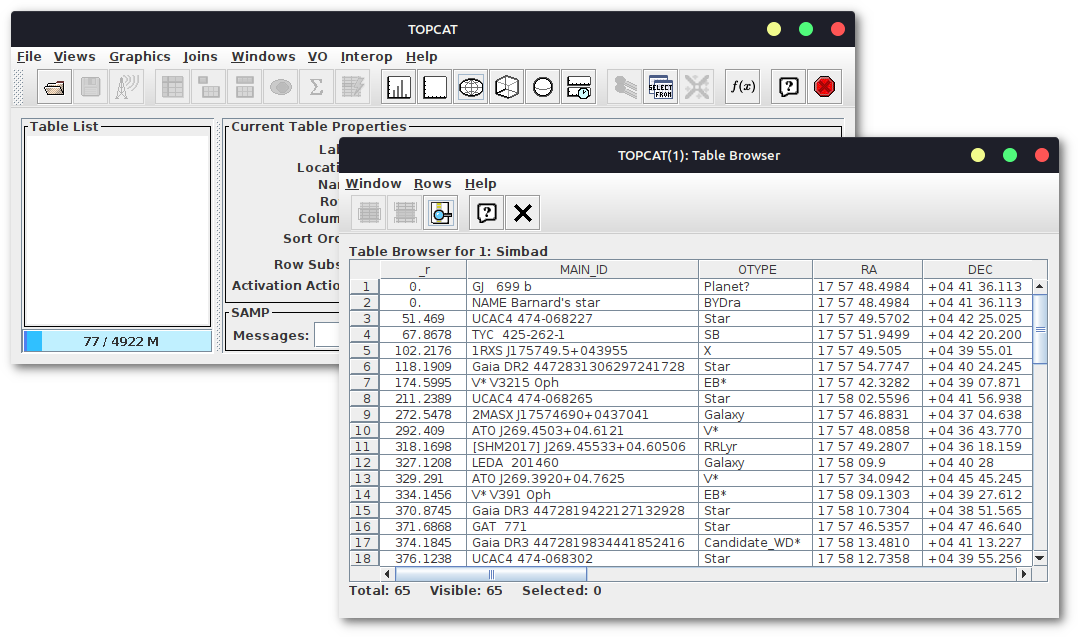 TOPCAT
File Views Graphics Joins Windows VO Interop Help
SELECT FROM f(x) ?
Table List
Current Table Properties
Row Subs
Activation Actio
SAMP
Messages:
77 / 4922 M
TOPCAT(1): Table Browser
Window Rows Help
?
Table Browser for 1: Simbad
_r MAIN_ID OTYPE RA DEC
1 0. GJ 699 b Planet? 17 57 48.4984 +04 41 36.113
2 0. NAME Barnard's star BYDra 17 57 48.4984 +04 41 36.113
3 51.469 UCAC4 474-068227 Star 17 57 49.5702 +04 42 25.025
4 67.8678 TYC 425-262-1 SB 17 57 51.9499 +04 42 20.200
5 102.2176 1RXS J175749.5+043955 X 17 57 49.505 +04 39 55.01
6 118.1909 Gaia DR2 4472831306297241728 Star 17 57 54.7747 +04 40 24.245
7 174.5995 V* V3215 Oph EB* 17 57 42.3282 +04 39 07.871
8 211.2389 UCAC4 474-068265 Star 17 58 02.5596 +04 41 56.938
9 272.5478 2MASX J17574690+0437041 Galaxy 17 57 46.8831 +04 37 04.638
10 292.409 ATO J269.4503+04.6121 V* 17 57 48.0858 +04 36 43.770
11 318.1698 [SHM2017] J269.45533+04.60506 RRLyr 17 57 49.2807 +04 36 18.159
12 327.1208 LEDA 201460 Galaxy 17 58 09.9 +04 40 28
13 329.291 ATO J269.3920+04.7625 V* 17 57 34.0942 +04 45 45.245
14 334.1456 V* V391 Oph EB* 17 58 09.1303 +04 39 27.612
15 370.8745 Gaia DR3 4472819422127132928 Star 17 58 10.7304 +04 38 51.565
16 371.6868 GAT 771 Star 17 57 46.5357 +04 47 46.640
17 374.1845 Gaia DR3 4472819834441852416 Candidate_WD* 17 58 13.4810 +04 41 13.227
18 376.1238 UCAC4 474-068302 Star 17 58 12.7358 +04 39 55.256
Total: 65 Visible: 65 Selected: 0